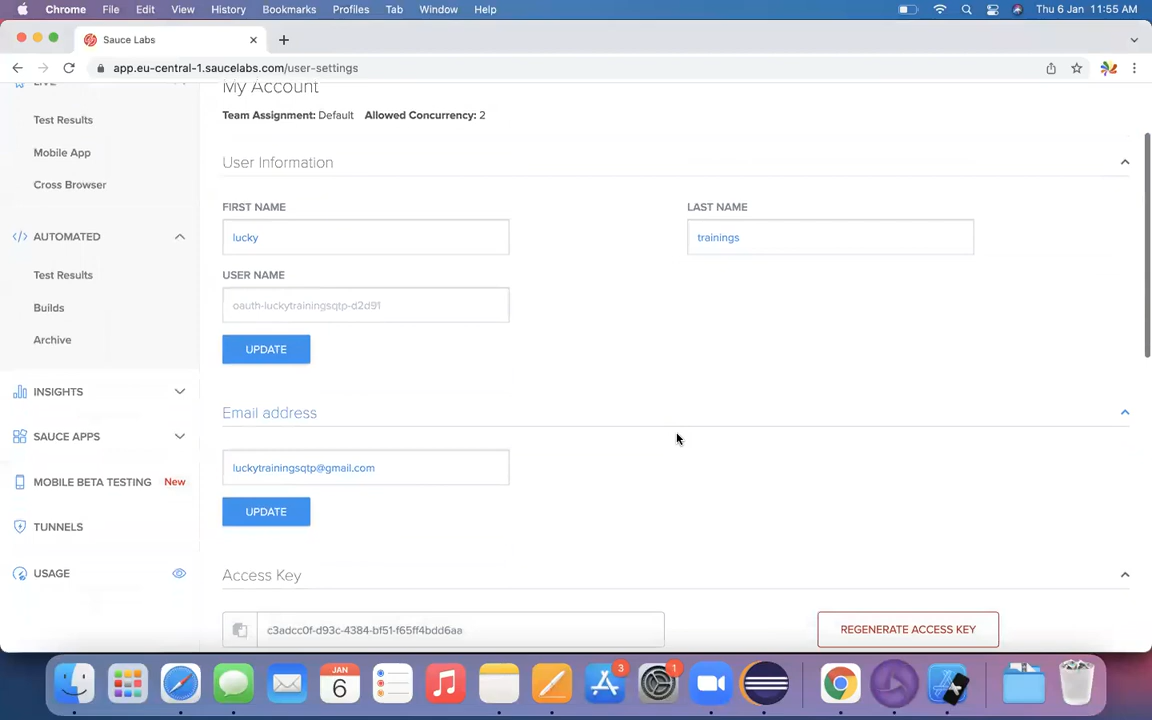 Chrome File Edit View History Bookmarks Profiles Tab Window Help Thu 6 Jan 11:55 AM
Sauce Labs
app.eu-central-1.saucelabs.com/user-settings
LIVE
My Account
Team Assignment: Default Allowed Concurrency: 2
Test Results
Mobile App
Cross Browser
User Information
FIRST NAME LAST NAME
lucky trainings
AUTOMATED
Test Results
Builds
Archive
USER NAME
oauth-luckytrainingsqtp-d2d91
UPDATE
INSIGHTS
SAUCE APPS
MOBILE BETA TESTING New
TUNNELS
USAGE
Email address
luckytrainingsqtp@gmail.com
UPDATE
Access Key
c3adcc0f-d93c-4384-bf51-f65ff4bdd6aa REGENERATE ACCESS KEY
JAN
6
3
1